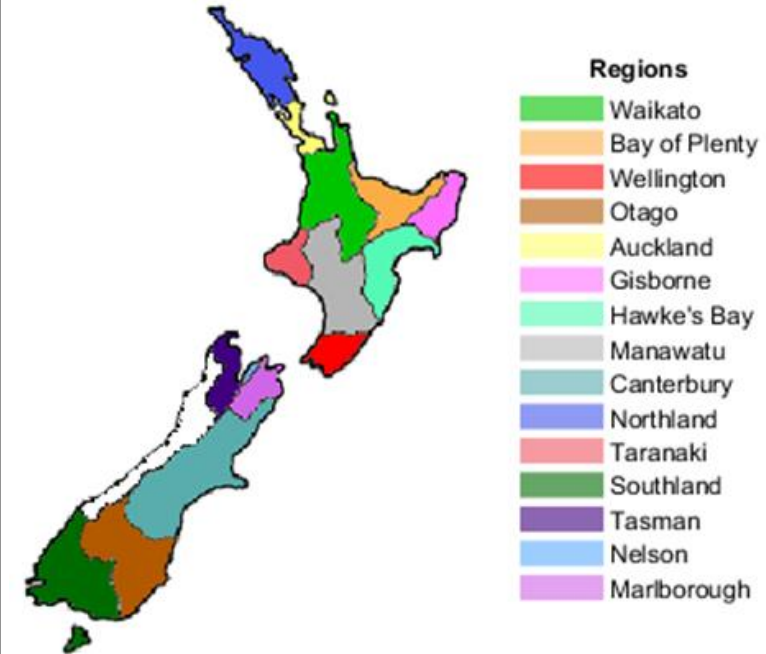 Regions
Waikato
Bay of Plenty
Wellington
Otago
Auckland
Gisborne
Hawke's Bay
Manawatu
Canterbury
Northland
Taranaki
Southland
Tasman
Nelson
Marlborough